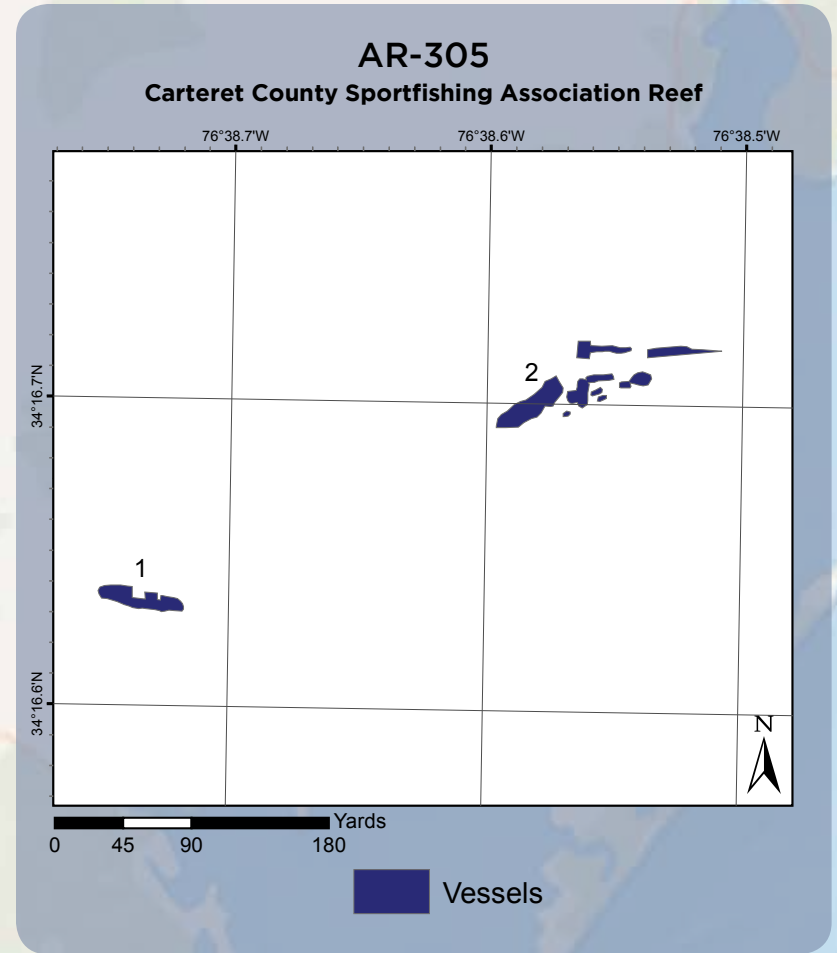 AR-305
Carteret County Sportfishing Association Reef
76°38.7'W 76°38.6'W 76°38.5'W
34°16.7'N
2
1
34°16.6'N
N
Yards
0 45 90 180
Vessels